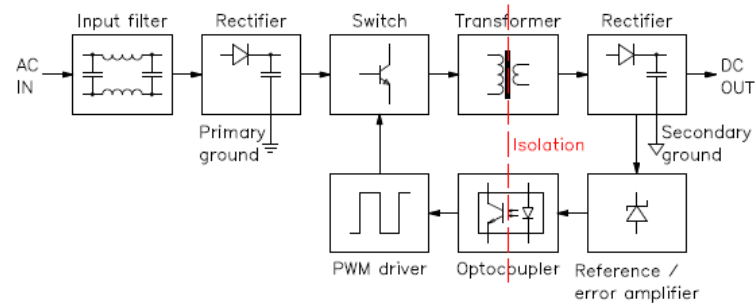 Input filter
Rectifier
Switch
Transformer
Rectifier
AC
IN
DC
OUT
Primary
ground
Isolation
Secondary
ground
PWM driver
Optocoupler
Reference /
error amplifier